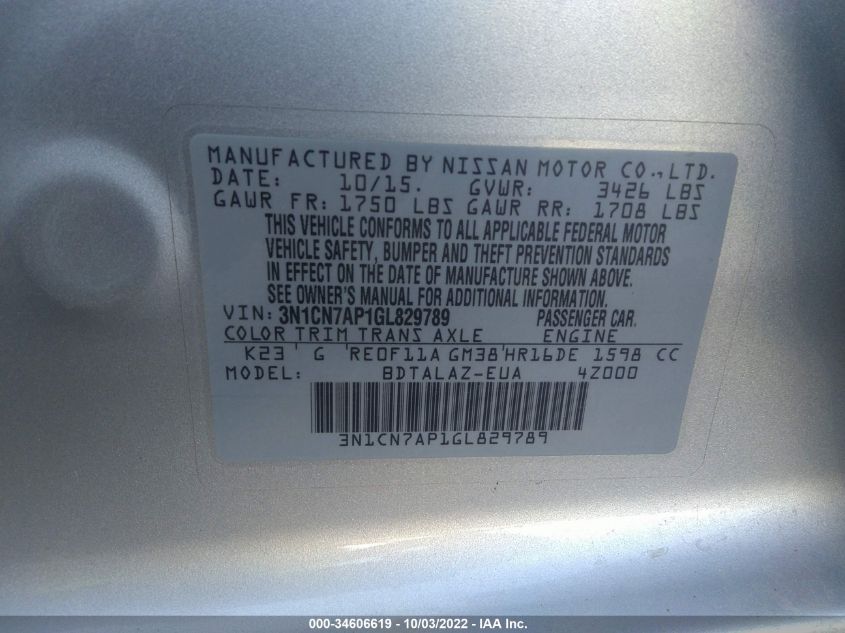 MANUFACTURED BY NISSAN MOTOR CO., LTD.
DATE: 10/15. GVWR: 3426 LBS
GAWR FR: 1750 LBS GAWR RR: 1708 LBS
THIS VEHICLE CONFORMS TO ALL APPLICABLE FEDERAL MOTOR
VEHICLE SAFETY, BUMPER AND THEFT PREVENTION STANDARDS
IN EFFECT ON THE DATE OF MANUFACTURE SHOWN ABOVE.
SEE OWNER'S MANUAL FOR ADDITIONAL INFORMATION.
VIN: 3N1CN7AP1GL829789 PASSENGER CAR.
COLOR TRIM TRANS AXLE ENGINE
K23 G RE0F11A GM38 HR16DE 1598 CC
MODEL: BDTALAZ-EUA 4Z000
3N1CN7AP1GL829789
000-34606619 - 10/03/2022 - IAA Inc.